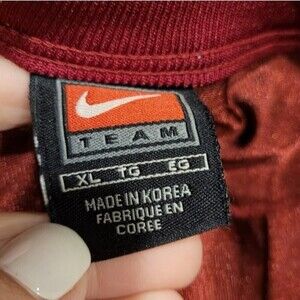 TEAM
XL TG EG
MADE IN KOREA
FABRIQUE EN
COREE